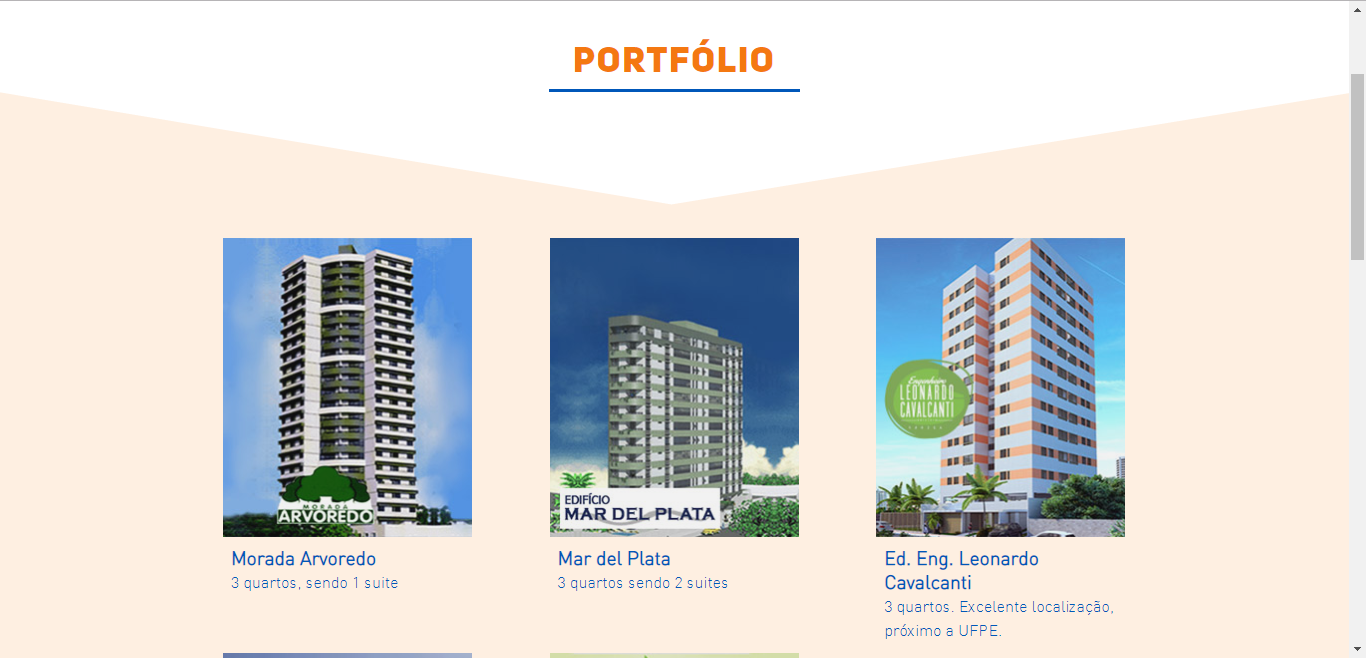 PORTFÓLIO
MORADA
ARVOREDO
EDIFÍCIO
MAR DEL PLATA
Engenheiro
LEONARDO
CAVALCANTI
Morada Arvoredo
3 quartos, sendo 1 suite
Mar del Plata
3 quartos sendo 2 suites
Ed. Eng. Leonardo
Cavalcanti
3 quartos. Excelente localização,
próximo a UFPE.